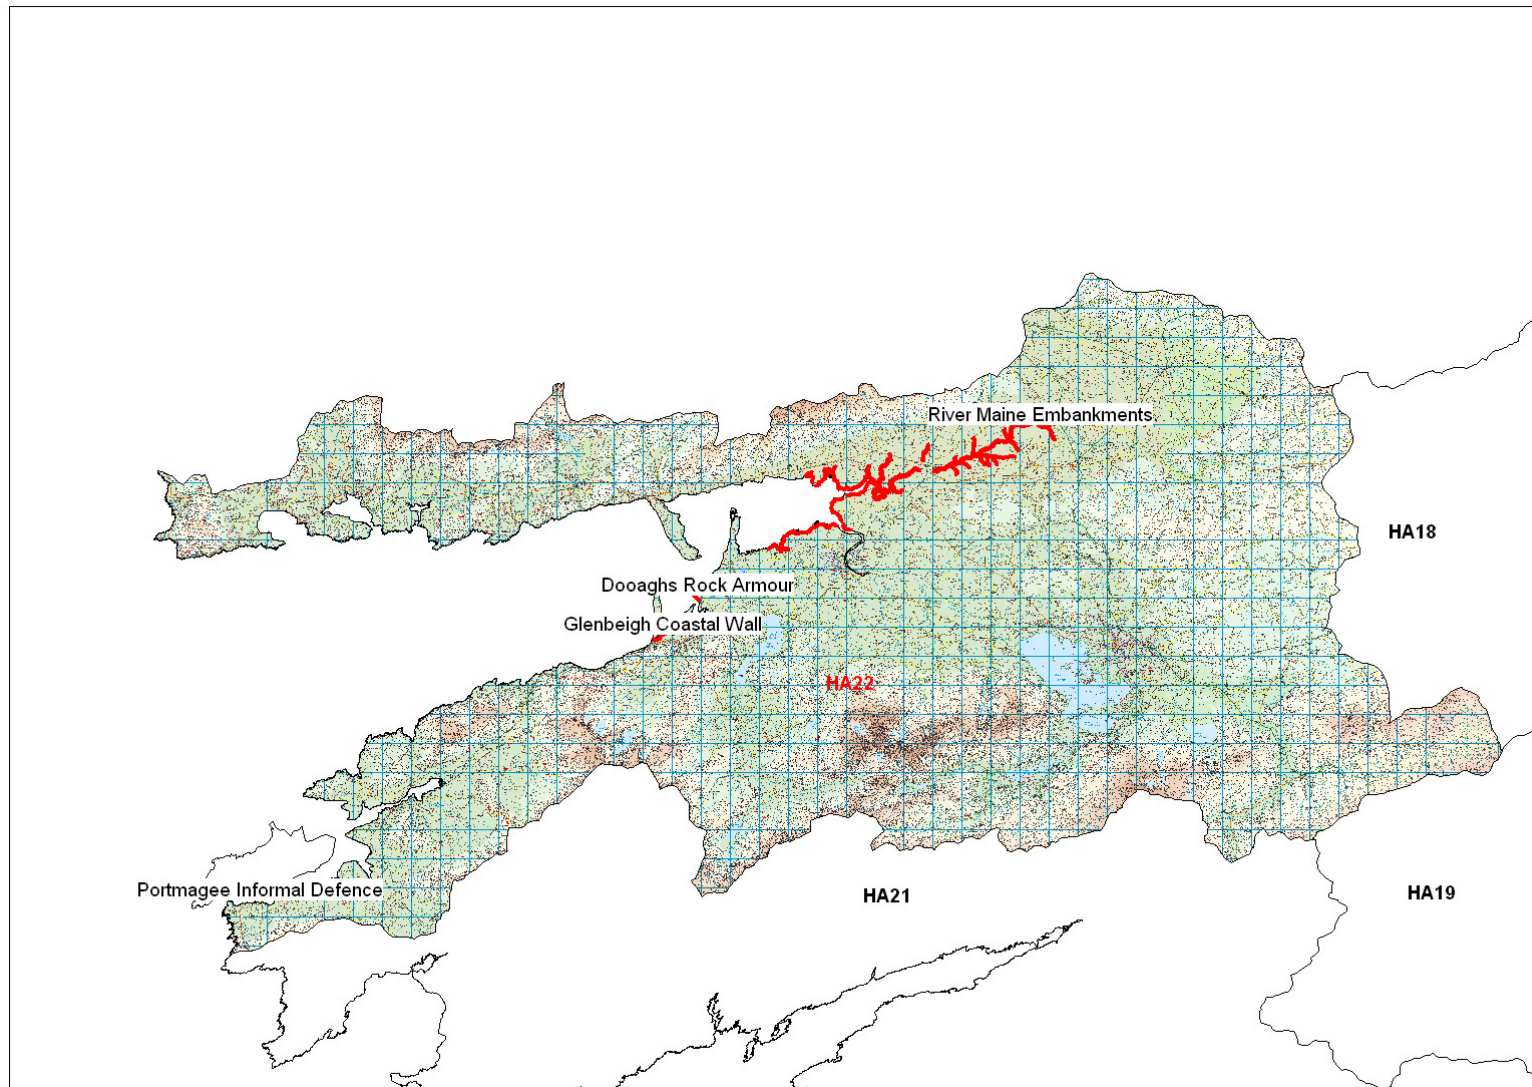 River Maine Embankments
HA18
Dooaghs Rock Armour
Glenbeigh Coastal Wall
HA22
Portmagee Informal Defence
HA21
HA19